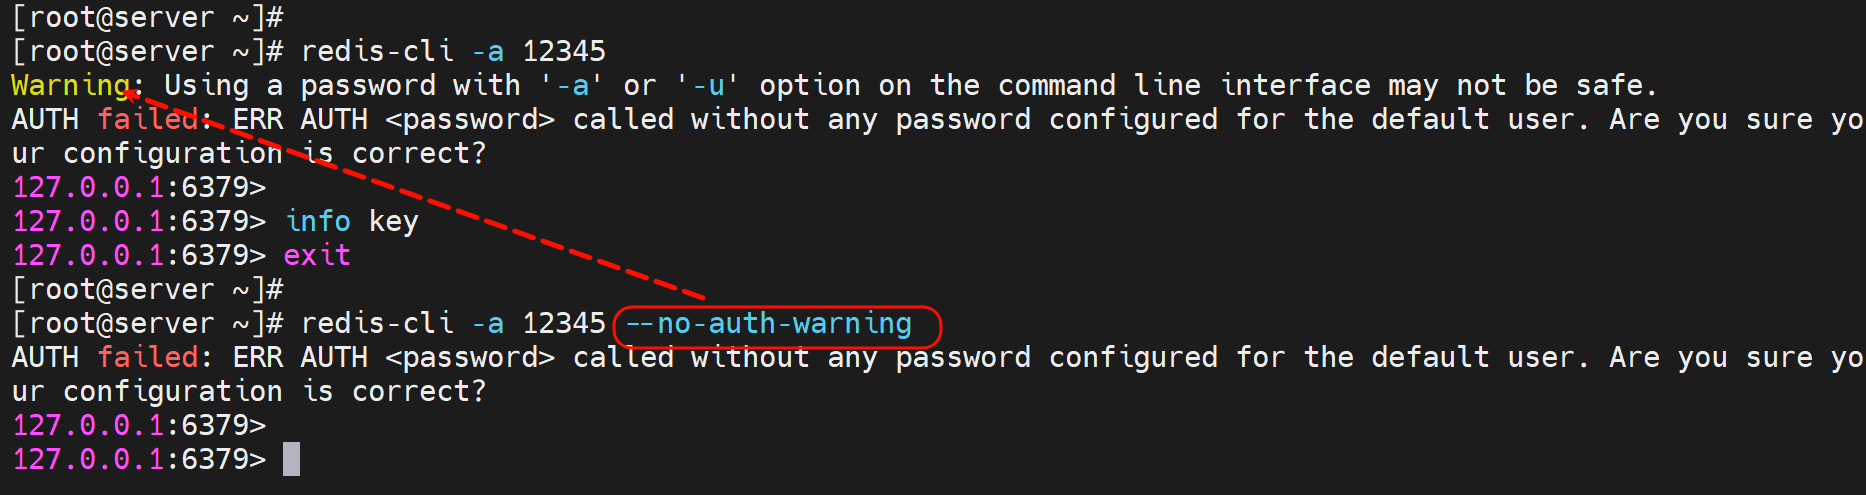 [root@server ~]#
[root@server ~]# redis-cli -a 12345
Warning: Using a password with '-a' or '-u' option on the command line interface may not be safe.
AUTH failed: ERR AUTH <password> called without any password configured for the default user. Are you sure yo
ur configuration is correct?
127.0.0.1:6379>
127.0.0.1:6379> info key
127.0.0.1:6379> exit
[root@server ~]#
[root@server ~]# redis-cli -a 12345 --no-auth-warning
AUTH failed: ERR AUTH <password> called without any password configured for the default user. Are you sure yo
ur configuration is correct?
127.0.0.1:6379>
127.0.0.1:6379>